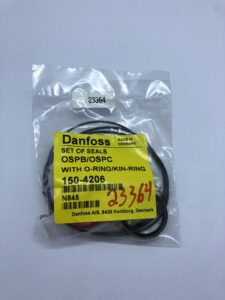 23364
Danfoss
MADE IN
DENMARK
SET OF SEALS
OSPB/OSPC
WITH O-RING/KIN-RING
150-4206
N845
23364
Danfoss A/S, 6430 Nordborg, Denmark